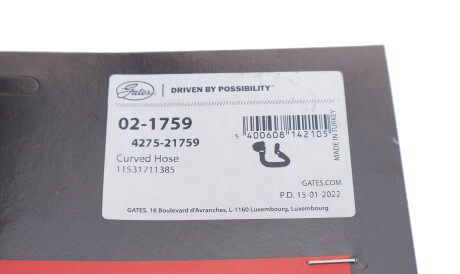 Gates
DRIVEN BY POSSIBILITY™
02-1759
4275-21759
Curved Hose
11531711385
5 400608 142105
MADE IN TURKEY
GATES.COM
P.D. 15-01-2022
GATES, 16 Boulevard d'Avranches, L-1160 Luxembourg, Luxembourg